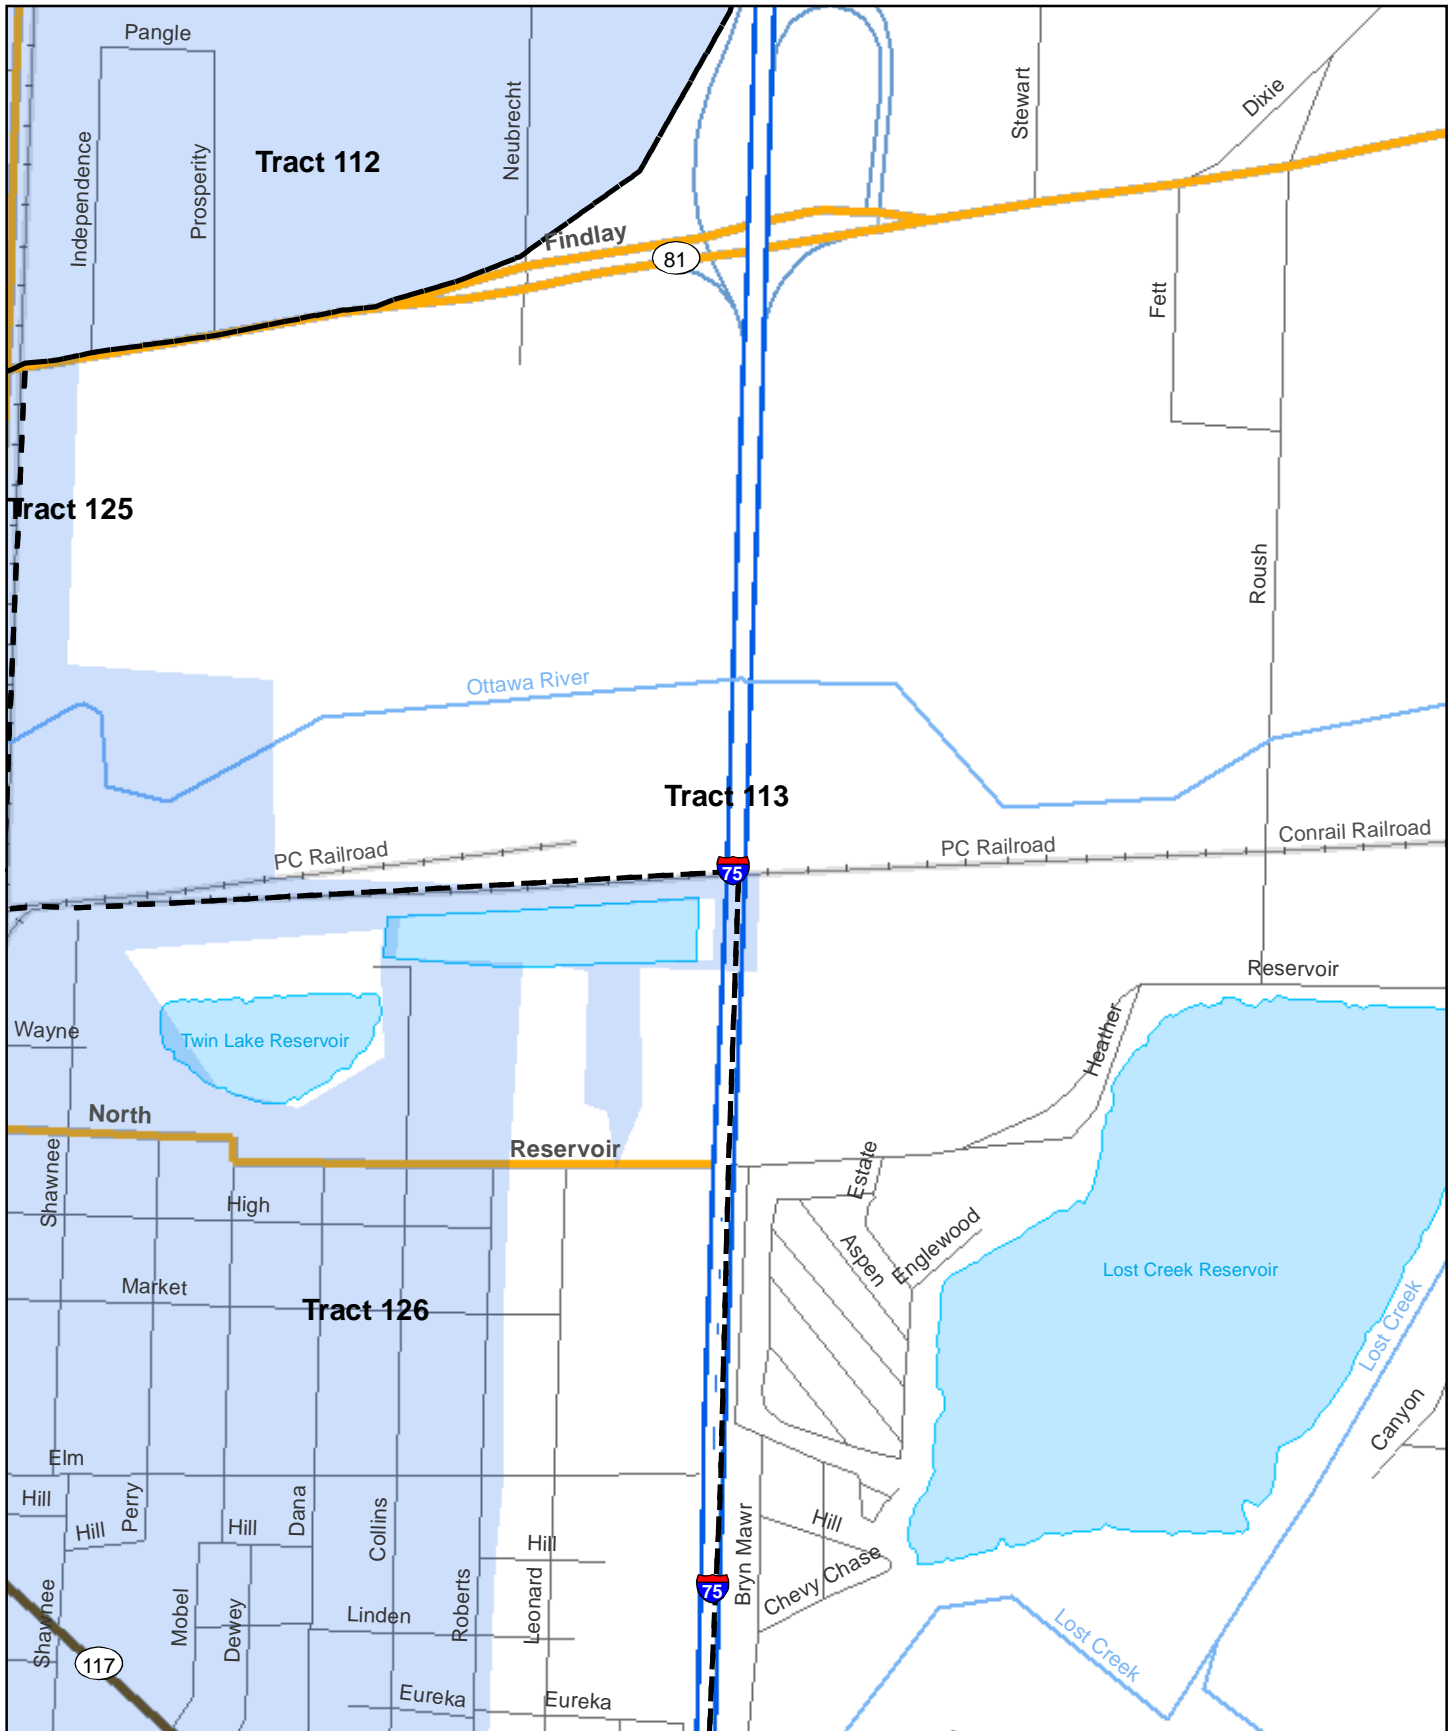 Pangle
Independence
Prosperity
Tract 112
Neubrecht
Stewart
Dixie
Findlay
81
Fett
Tract 125
Roush
Ottawa River
Tract 113
PC Railroad
75
PC Railroad
Conrail Railroad
Reservoir
Wayne
Twin Lake Reservoir
Heather
North
Reservoir
Shawnee
High
Estate
Aspen
Englewood
Lost Creek Reservoir
Market
Tract 126
Lost Creek
Canyon
Elm
Hill
Hill
Perry
Hill
Dana
Collins
Hill
Bryn Mawr
Hill
Chevy Chase
75
Shawnee
Mobel
Dewey
Linden
Roberts
Leonard
Lost Creek
117
Eureka
Eureka